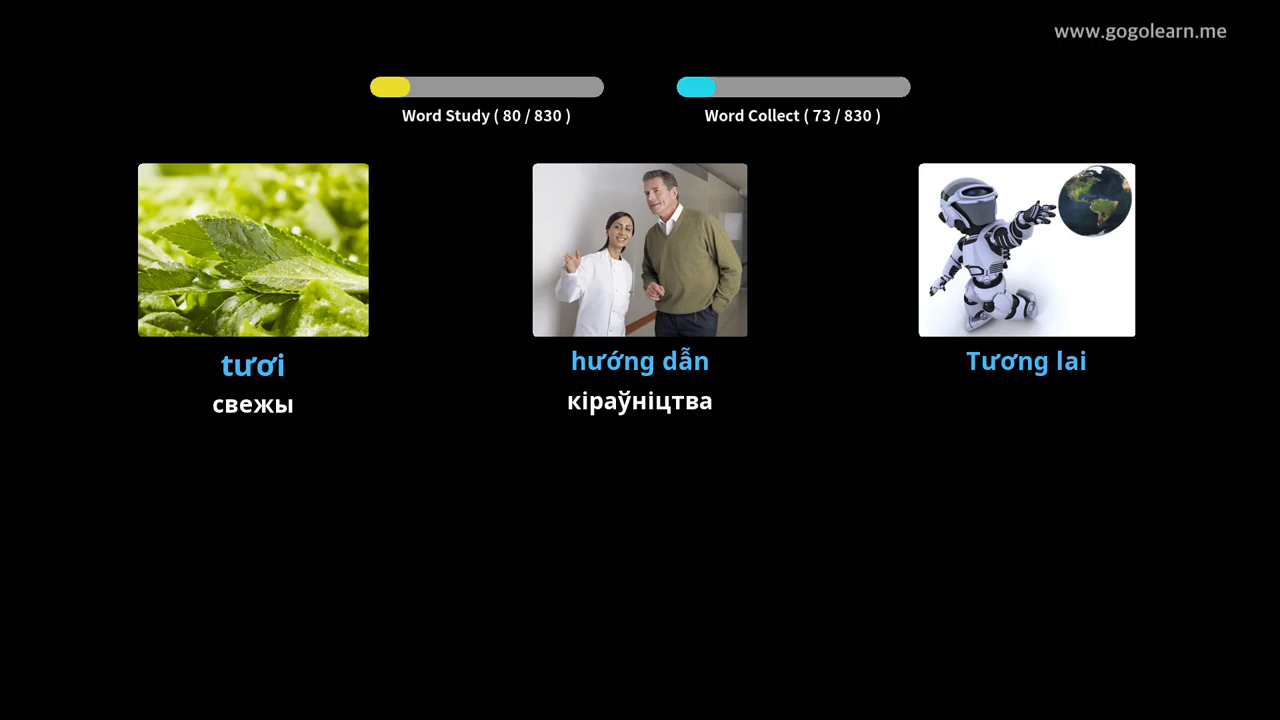 www.gogolearn.me
Word Study ( 80 / 830 )
Word Collect ( 73 / 830 )
tươi
hướng dẫn
Tương lai
свежы
кіраўніцтва